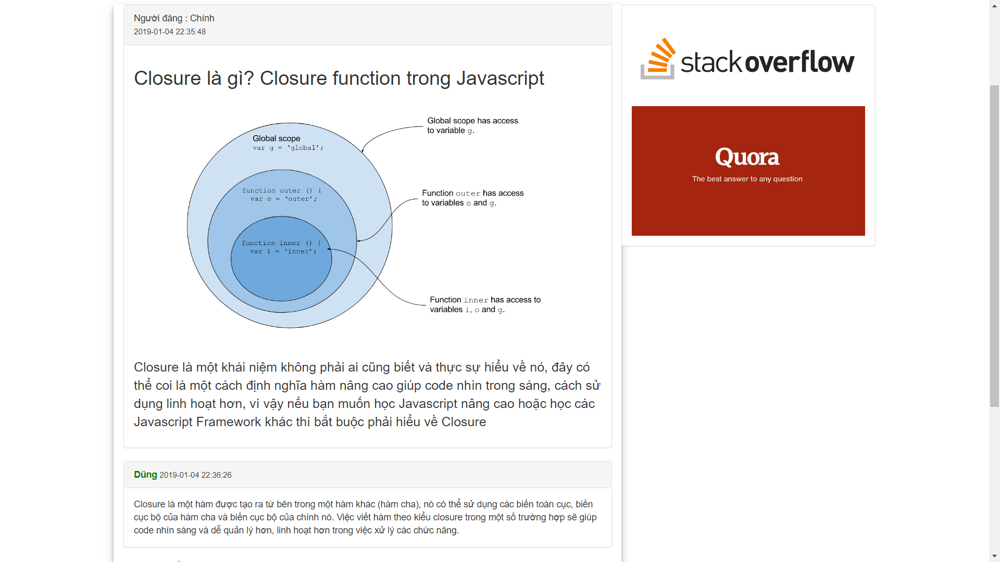 Người đăng : Chính
2019-01-04 22:35:48
Closure là gì? Closure function trong Javascript
Global scope has access
to variable g.
Global scope
var g = ‘global’;
function outer () {
var o = ‘outer’;
Function outer has access
to variables o and g.
function inner () {
var i = ‘inner’;
Function inner has access to
variables i, o and g.
Closure là một khái niệm không phải ai cũng biết và thực sự hiểu về nó, đây có
thể coi là một cách định nghĩa hàm nâng cao giúp code nhìn trong sáng, cách sử
dụng linh hoạt hơn, vì vậy nếu bạn muốn học Javascript nâng cao hoặc học các
Javascript Framework khác thì bắt buộc phải hiểu về Closure
Dũng 2019-01-04 22:36:26
Closure là một hàm được tạo ra từ bên trong một hàm khác (hàm cha), nó có thể sử dụng các biến toàn cục, biến
cục bộ của hàm cha và biến cục bộ của chính nó. Việc viết hàm theo kiểu closure trong một số trường hợp sẽ giúp
code nhìn sáng và dễ quản lý hơn, linh hoạt hơn trong việc xử lý các chức năng.
stackoverflow
Quora
The best answer to any question